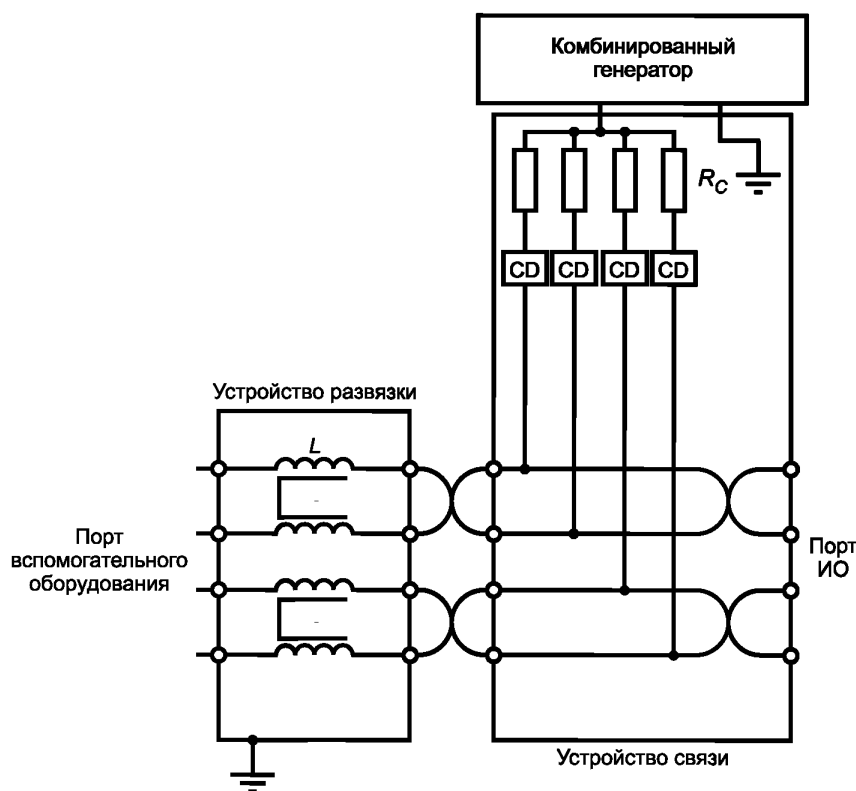 Комбинированный
генератор
R_C
CD CD CD CD
Устройство развязки
L
Порт
вспомогательного
оборудования
Порт
ИО
Устройство связи